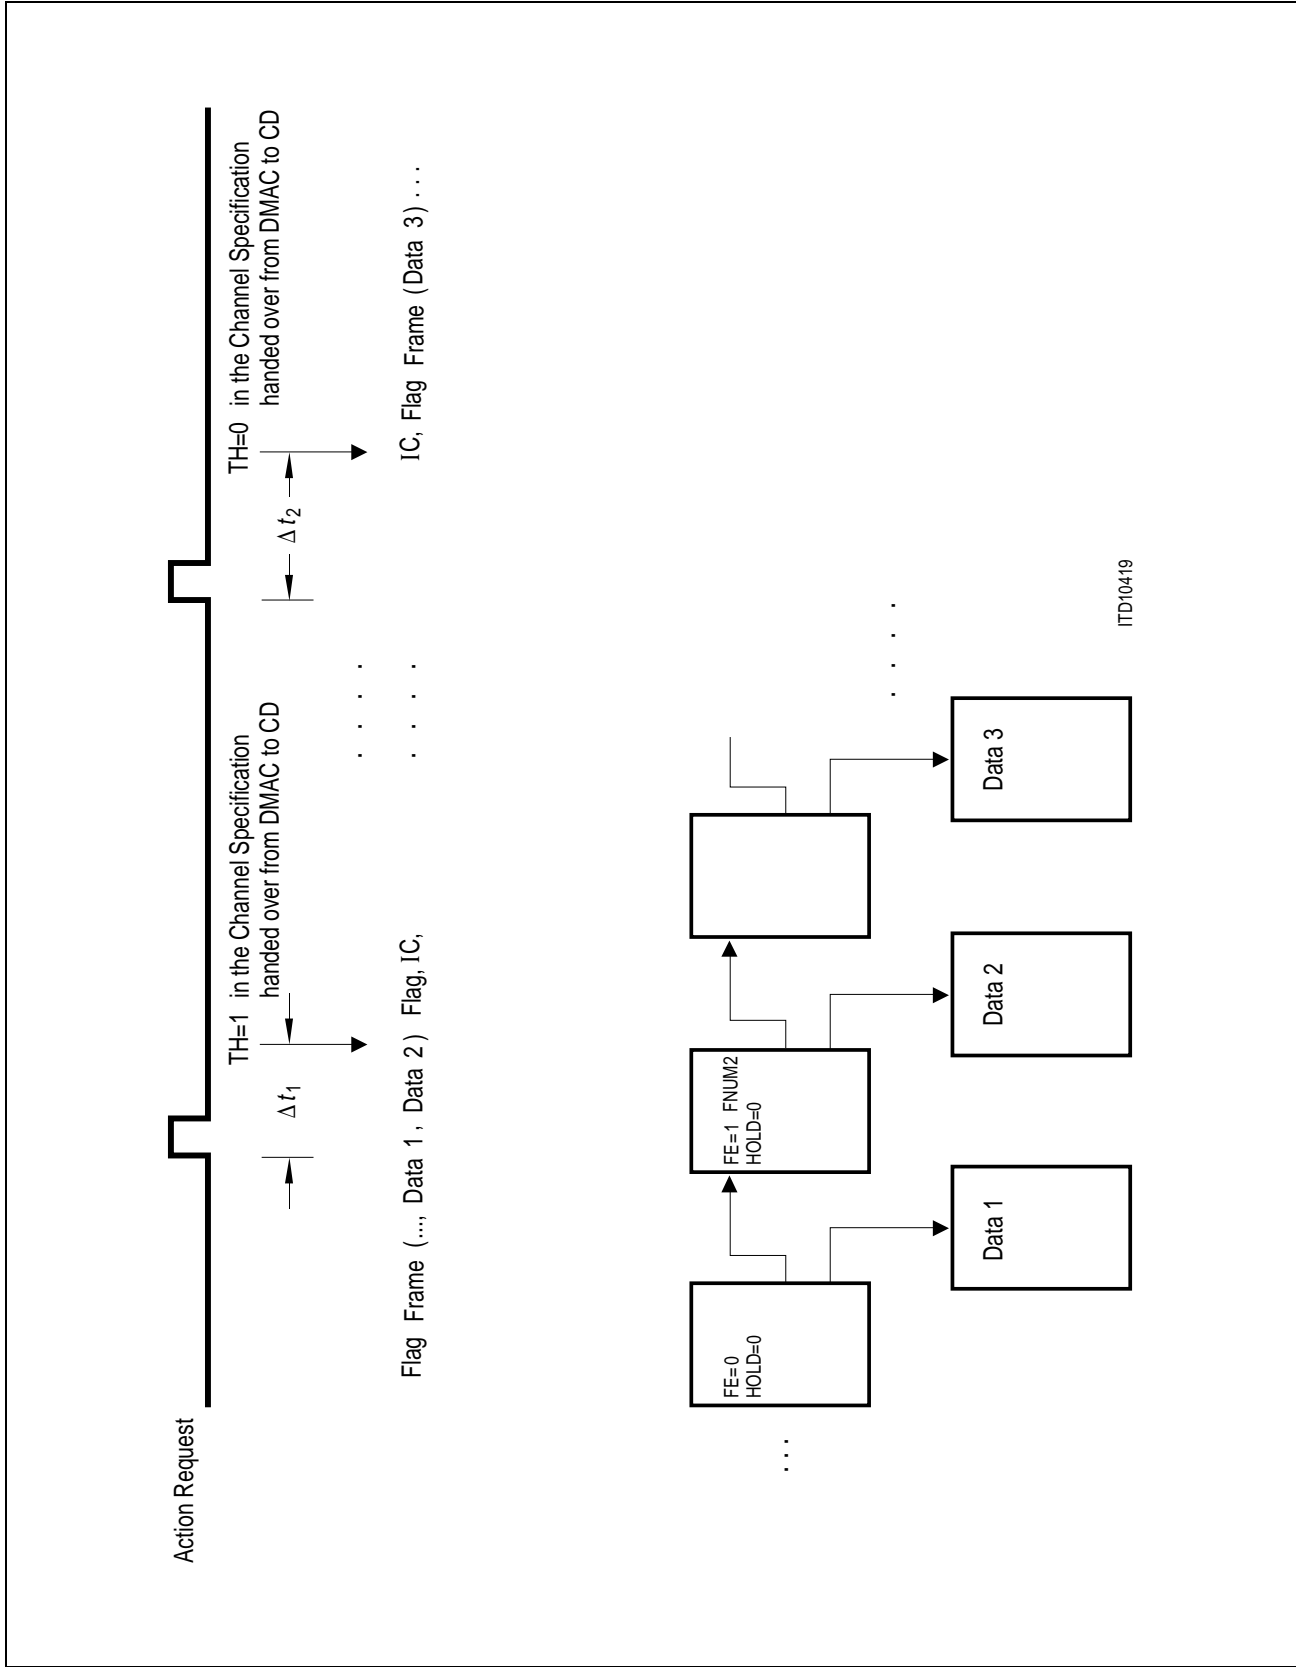 Action Request
TH=1 in the Channel Specification
handed over from DMAC to CD
TH=0 in the Channel Specification
handed over from DMAC to CD
Δt₁
Δt₂
. . . .
Flag Frame (..., Data 1, Data 2) Flag, IC,
. . . .
IC, Flag Frame (Data 3) . . .
...
FE=0
HOLD=0
FE=1 FNUM2
HOLD=0
. . . .
Data 1
Data 2
Data 3
ITD10419